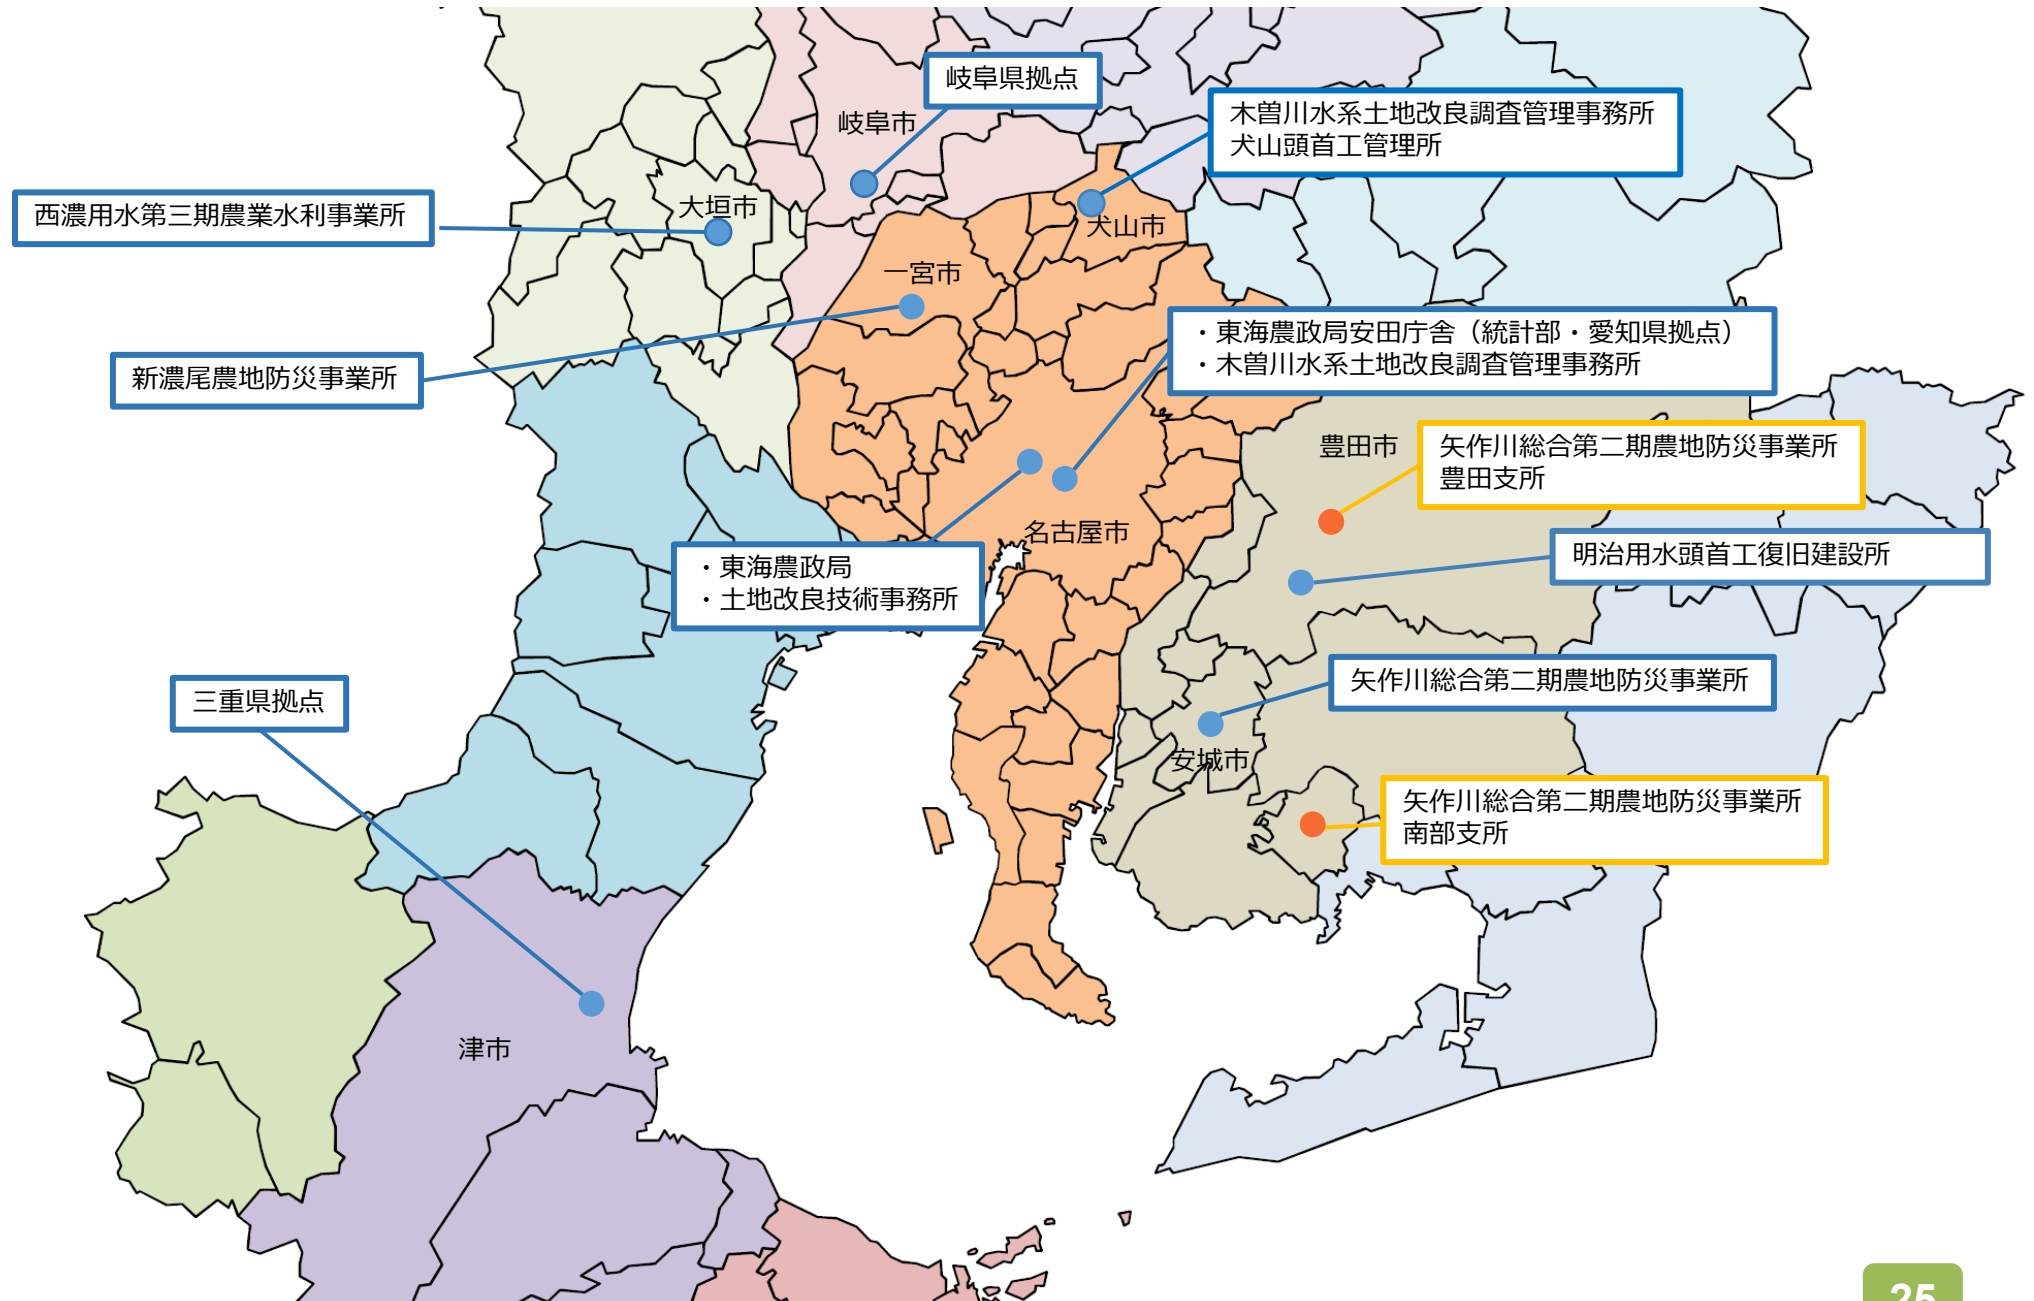 岐阜県拠点
岐阜市
木曽川水系土地改良調査管理事務所
犬山頭首工管理所
西濃用水第三期農業水利事業所
大垣市
犬山市
一宮市
・東海農政局安田庁舎（統計部・愛知県拠点）
・木曽川水系土地改良調査管理事務所
新濃尾農地防災事業所
豊田市
矢作川総合第二期農地防災事業所
豊田支所
名古屋市
明治用水頭首工復旧建設所
・東海農政局
・土地改良技術事務所
三重県拠点
矢作川総合第二期農地防災事業所
安城市
矢作川総合第二期農地防災事業所
南部支所
津市
25